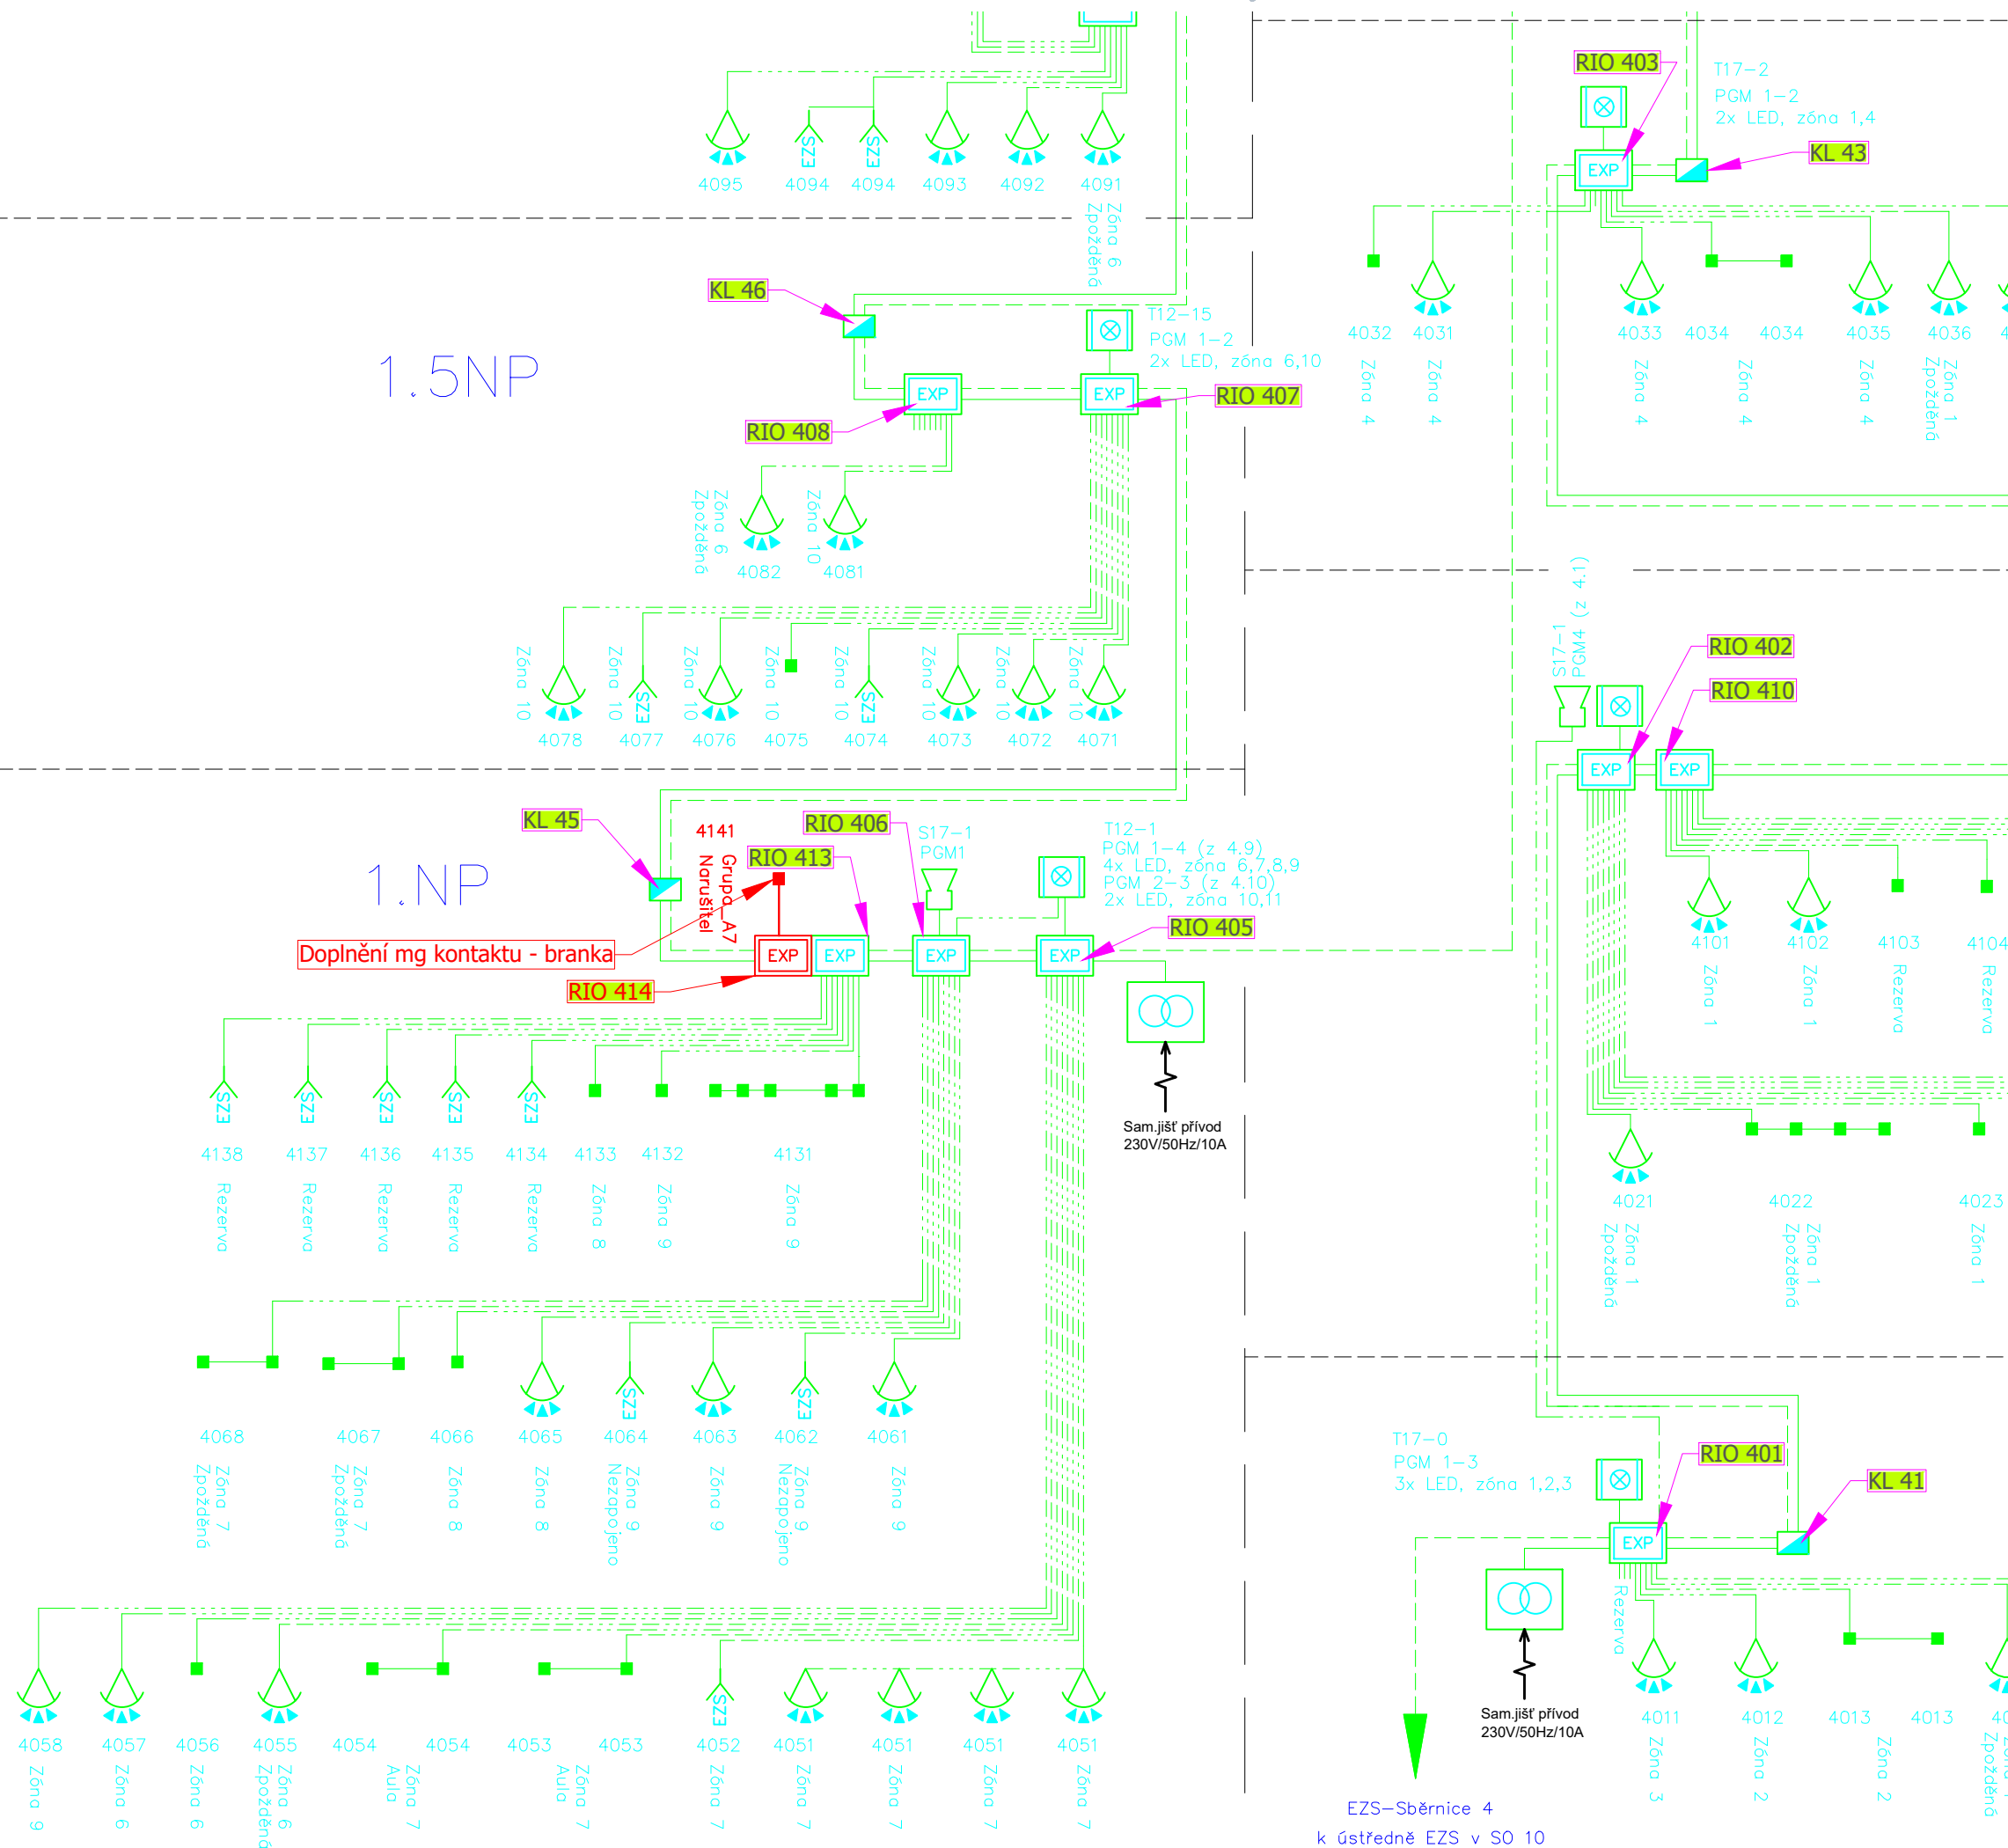 EZS
EZS
4095
4094
4094
4093
4092
4091
Zóna 6
Zpožděná
RIO 403
T17-2
PGM 1-2
2x LED, zóna 1,4
EXP
KL 43
4032
4031
4033
4034
4034
4035
4036
Zóna 4
Zóna 4
Zóna 4
Zóna 4
Zóna 4
Zóna 1
Zpožděná
1.5NP
KL 46
T12-15
PGM 1-2
2x LED, zóna 6,10
EXP
EXP
RIO 407
RIO 408
Zóna 6
Zpožděná
Zóna 10
4082
4081
Zóna 10
Zóna 10
Zóna 10
Zóna 10
Zóna 10
Zóna 10
Zóna 10
Zóna 10
EZS
EZS
4078
4077
4076
4075
4074
4073
4072
4071
S17-1
PGM4 (z 4.1)
RIO 402
RIO 410
EXP
EXP
4101
4102
4103
4104
Zóna 1
Zóna 1
Rezerva
Rezerva
4021
4022
4023
Zóna 1
Zpožděná
Zóna 1
Zpožděná
Zóna 1
1.NP
KL 45
4141
Grupa_A7
Narušitel
RIO 413
RIO 406
S17-1
PGM1
T12-1
PGM 1-4 (z 4.9)
4x LED, zóna 6,7,8,9
PGM 2-3 (z 4.10)
2x LED, zóna 10,11
RIO 405
Doplnění mg kontaktu - branka
RIO 414
EXP
EXP
EXP
EXP
Sam.jišť přívod
230V/50Hz/10A
EZS
EZS
EZS
EZS
EZS
4138
4137
4136
4135
4134
4133
4132
4131
Rezerva
Rezerva
Rezerva
Rezerva
Rezerva
Zóna 8
Zóna 9
Zóna 9
EZS
EZS
4068
4067
4066
4065
4064
4063
4062
4061
Zóna 7
Zpožděná
Zóna 7
Zpožděná
Zóna 8
Zóna 8
Zóna 9
Nezapojeno
Zóna 9
Zóna 9
Nezapojeno
Zóna 9
EZS
4058
4057
4056
4055
4054
4054
4053
4053
4052
4051
4051
4051
4051
Zóna 9
Zóna 6
Zóna 6
Zóna 6
Zpožděná
Zóna 7
Aula
Zóna 7
Aula
Zóna 7
Zóna 7
Zóna 7
Zóna 7
Zóna 7
T17-0
PGM 1-3
3x LED, zóna 1,2,3
RIO 401
KL 41
EXP
Rezerva
Sam.jišť přívod
230V/50Hz/10A
4011
4012
4013
4013
Zóna 3
Zóna 2
Zóna 2
Zpožděná
EZS-Sběrnice 4
k ústředně EZS v SO 10